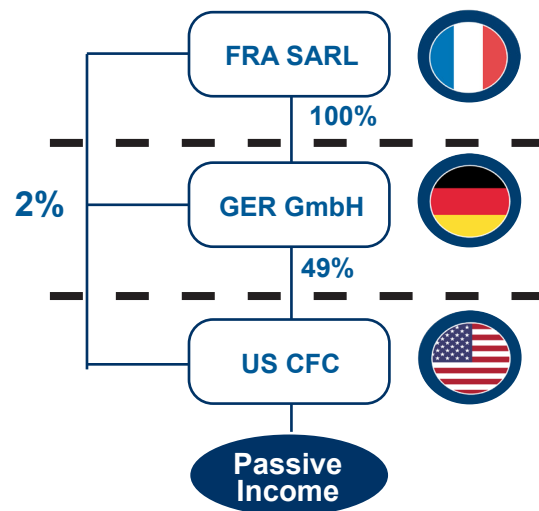 FRA SARL
100%
2%
GER GmbH
49%
US CFC
Passive
Income